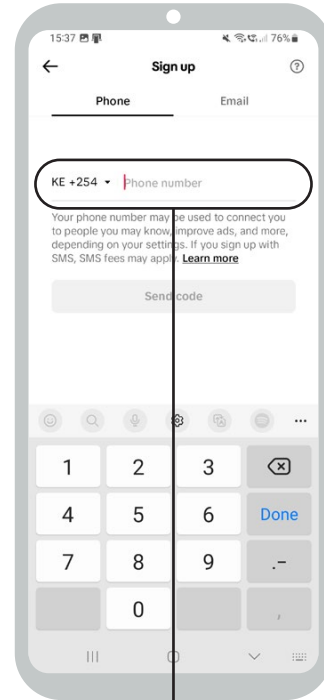 15:37 76%
Sign up ?
Phone Email
KE +254 Phone number
Your phone number may be used to connect you
to people you may know, improve ads, and more,
depending on your settings. If you sign up with
SMS, SMS fees may apply. Learn more
Send code
1 2 3
4 5 6 Done
7 8 9 .-
0 ,